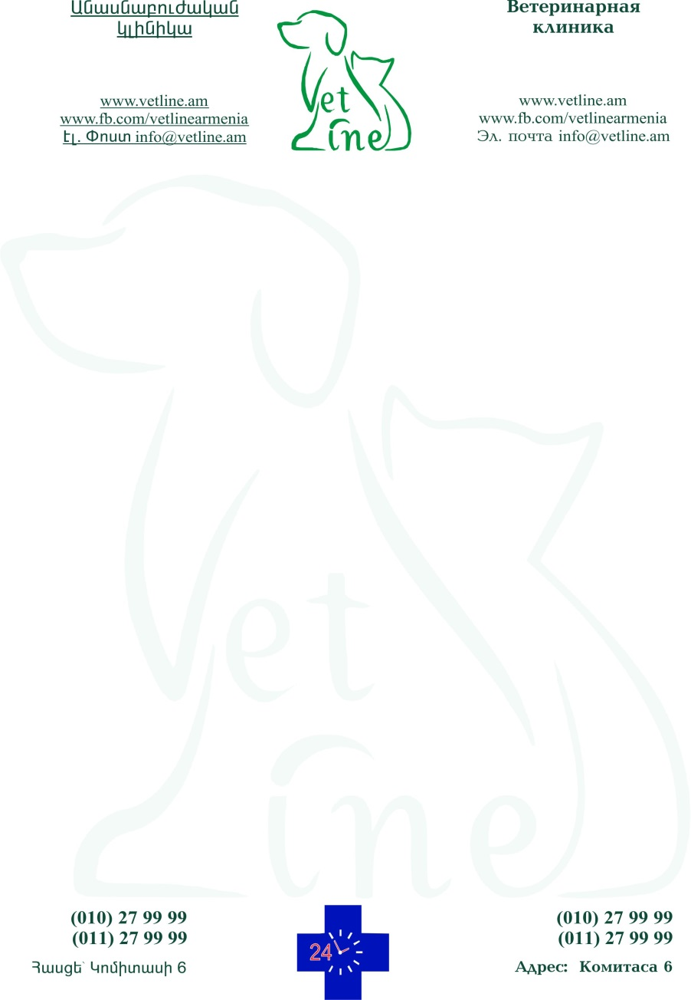 Անասնաբուժական
կլինիկա
www.vetline.am
www.fb.com/vetlinearmenia
Էլ. Փոստ info@vetline.am
Vet
line
Ветеринарная
клиника
www.vetline.am
www.fb.com/vetlinearmenia
Эл. почта info@vetline.am
Vet
line
(010) 27 99 99
(011) 27 99 99
Հասցե՝ Կոմիտասի 6
24
(010) 27 99 99
(011) 27 99 99
Адрес: Комитаса 6